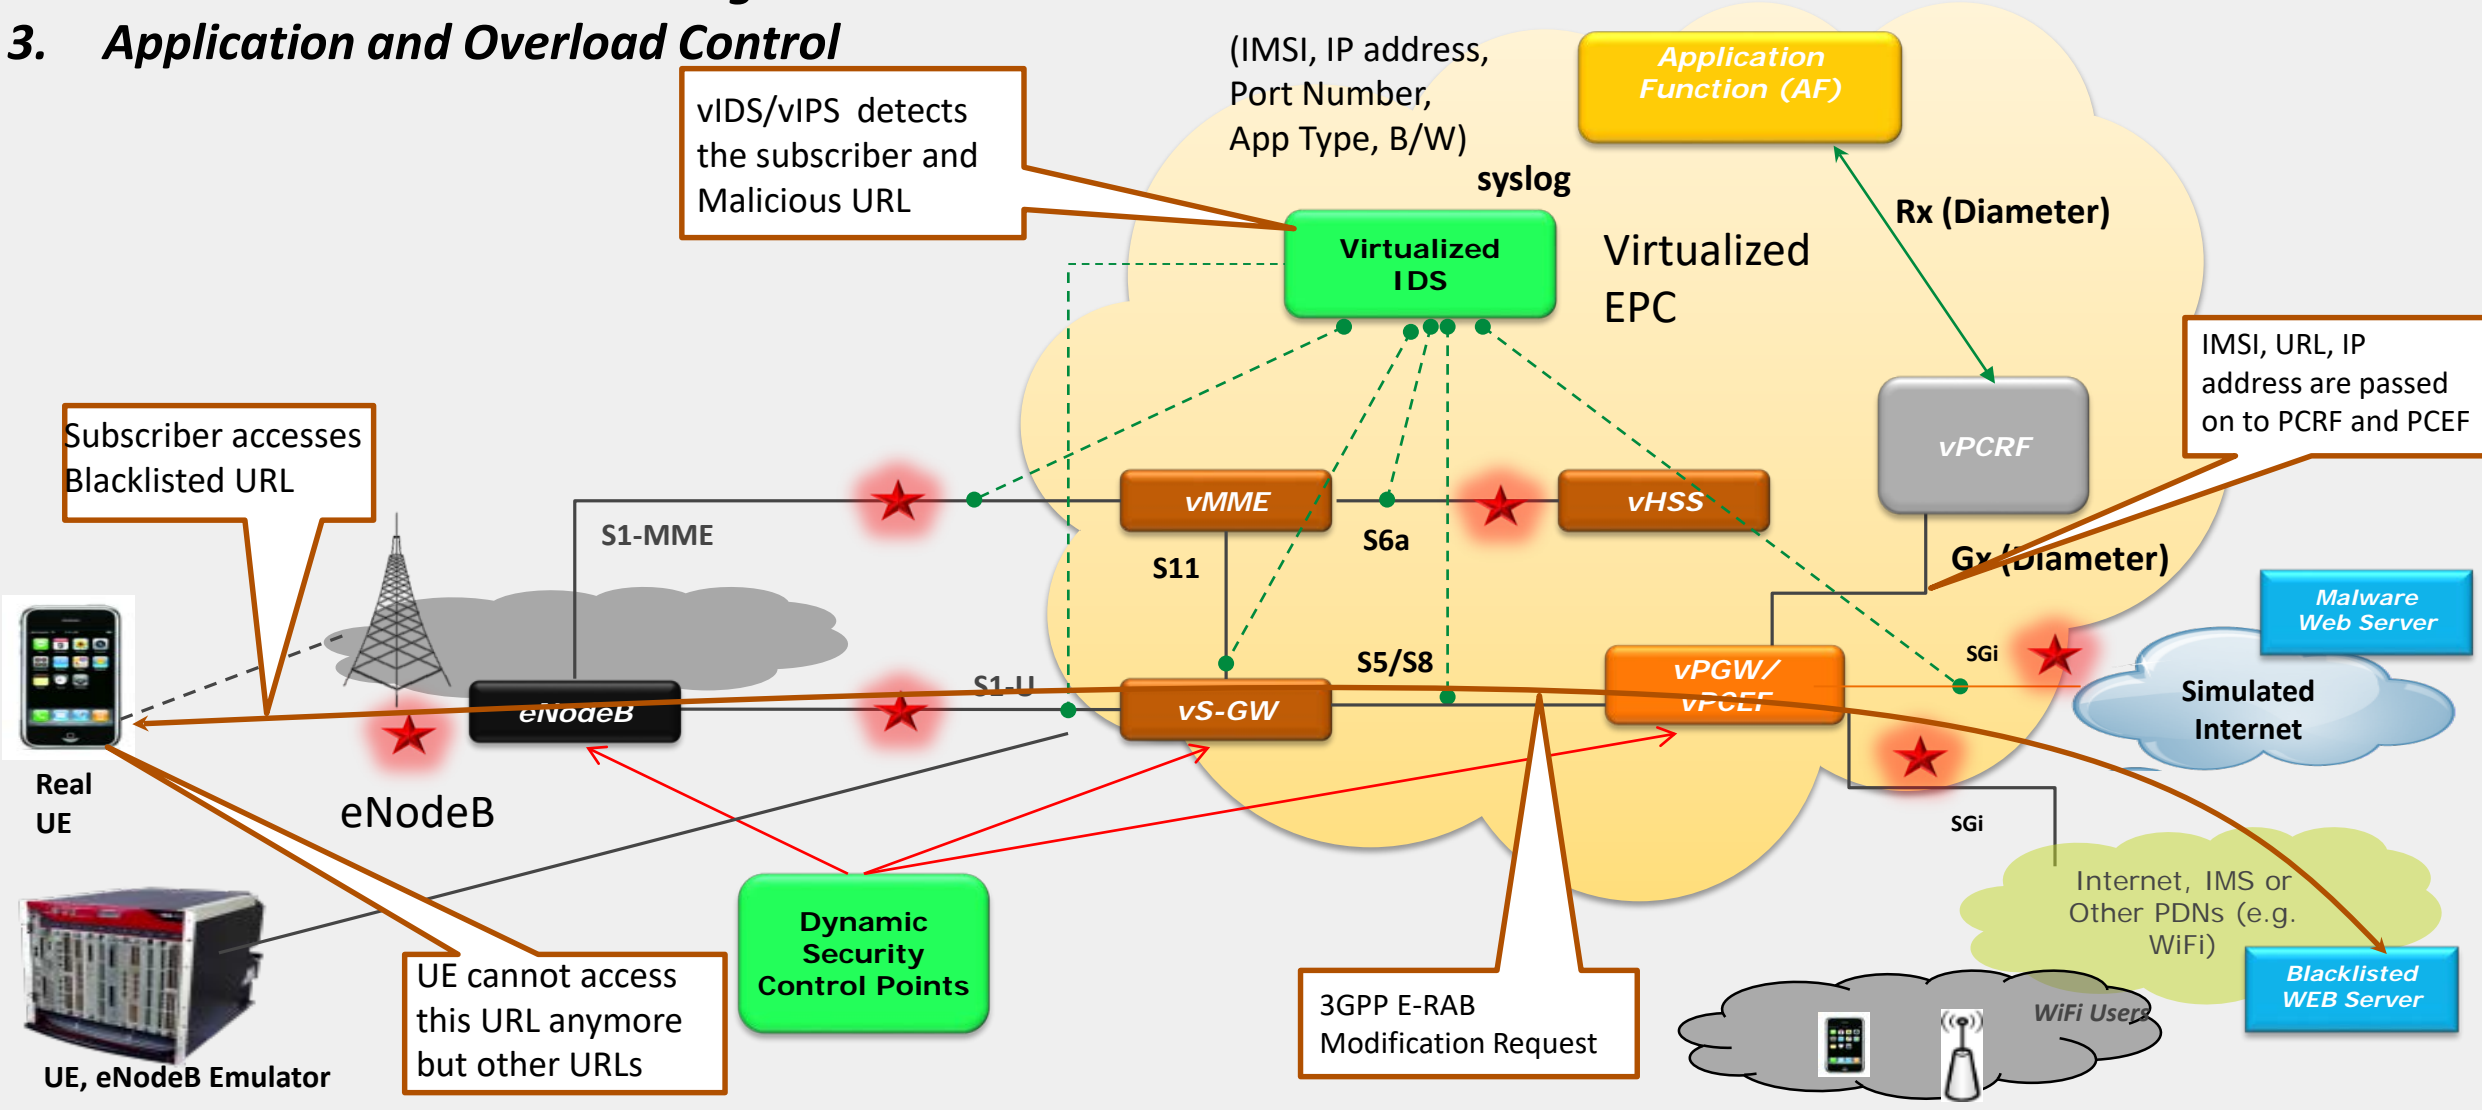 3. Application and Overload Control
(IMSI, IP address,
Port Number,
App Type, B/W)
syslog
Application
Function (AF)
vIDS/vIPS detects
the subscriber and
Malicious URL
Rx (Diameter)
Virtualized
IDS
Virtualized
EPC
IMSI, URL, IP
address are passed
on to PCRF and PCEF
Subscriber accesses
Blacklisted URL
vPCRF
vMME
vHSS
S1-MME
S6a
S11
Gx (Diameter)
Malware
Web Server
SGi
S5/S8
S1-U
vPGW/
vPCEF
Simulated
Internet
eNodeB
vS-GW
Real
UE
eNodeB
SGi
Internet, IMS or
Other PDNs (e.g.
WiFi)
Dynamic
Security
Control Points
UE cannot access
this URL anymore
but other URLs
3GPP E-RAB
Modification Request
Blacklisted
WEB Server
WiFi Users
UE, eNodeB Emulator